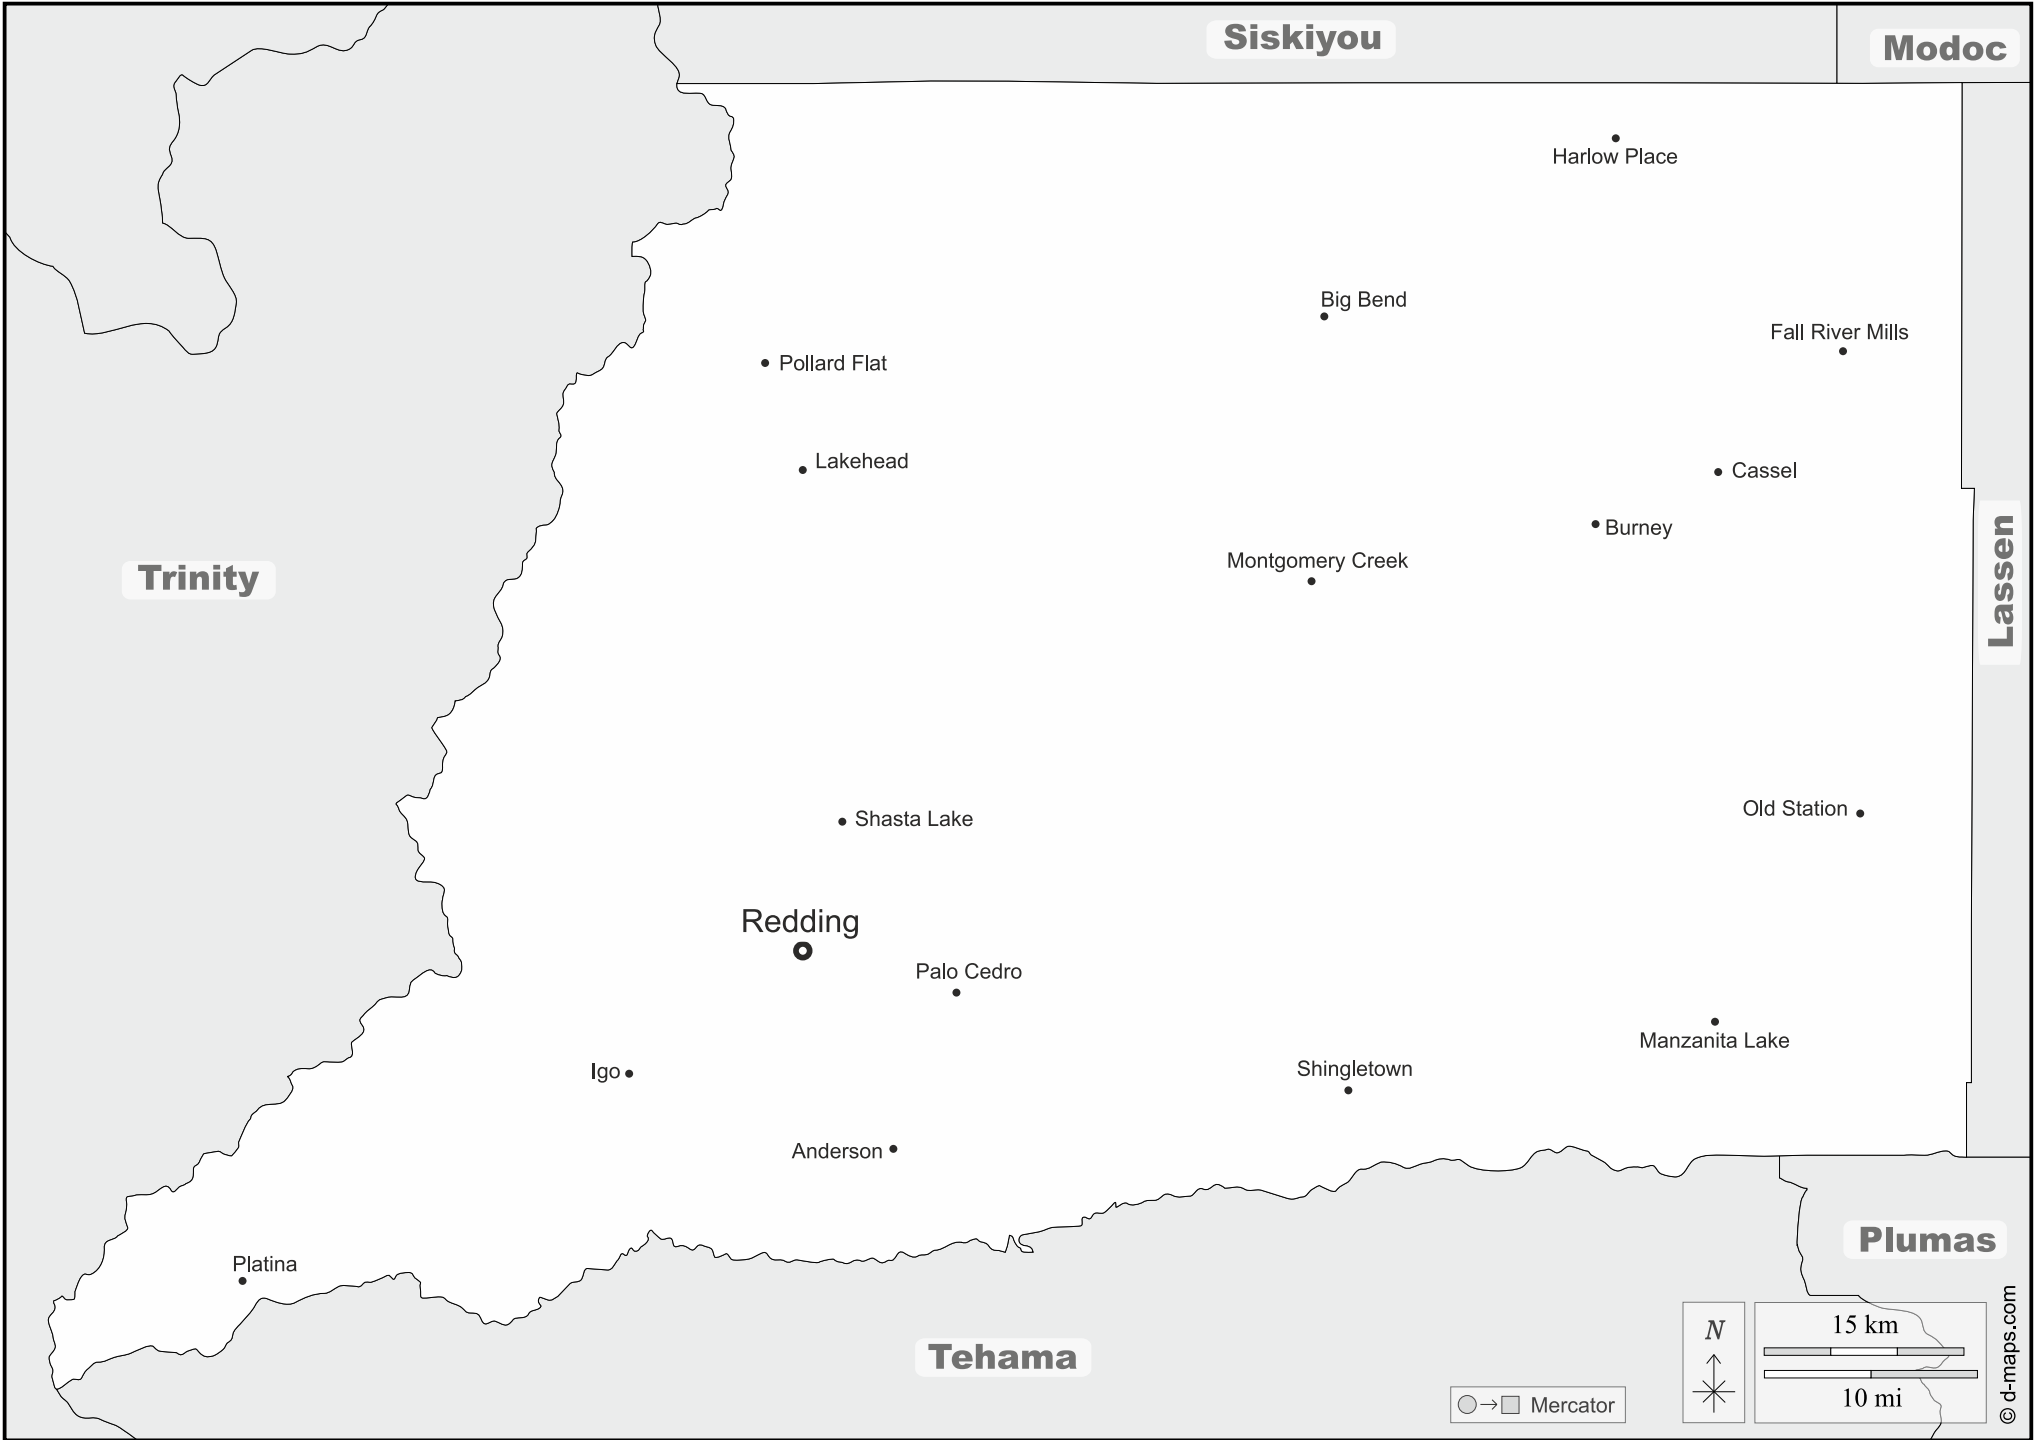 Siskiyou
Modoc
Harlow Place
Big Bend
Fall River Mills
Pollard Flat
Lakehead
Cassel
Burney
Montgomery Creek
Trinity
Lassen
Shasta Lake
Old Station
Redding
Palo Cedro
Manzanita Lake
Igo
Shingletown
Anderson
Platina
Plumas
Tehama
N
15 km
10 mi
Mercator
© d-maps.com